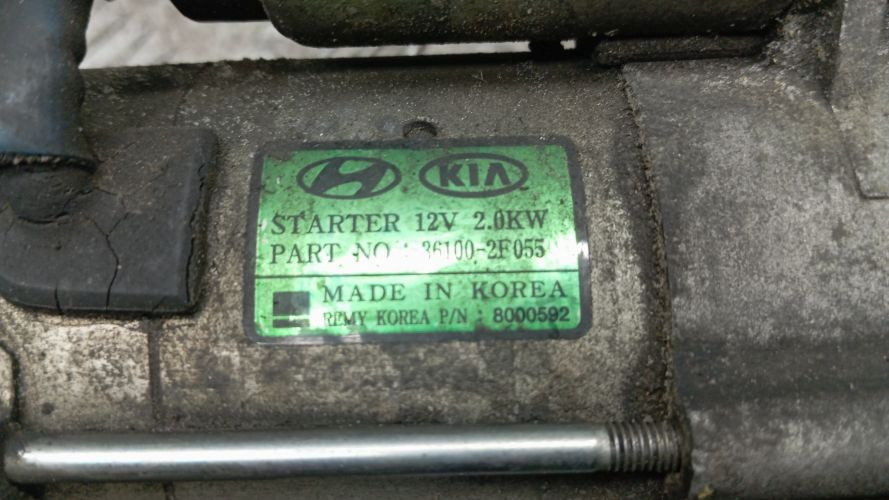 KIA
STARTER 12V 2.0KW
PART NO : 36100-2F055
MADE IN KOREA
REMY KOREA P/N : 8000592